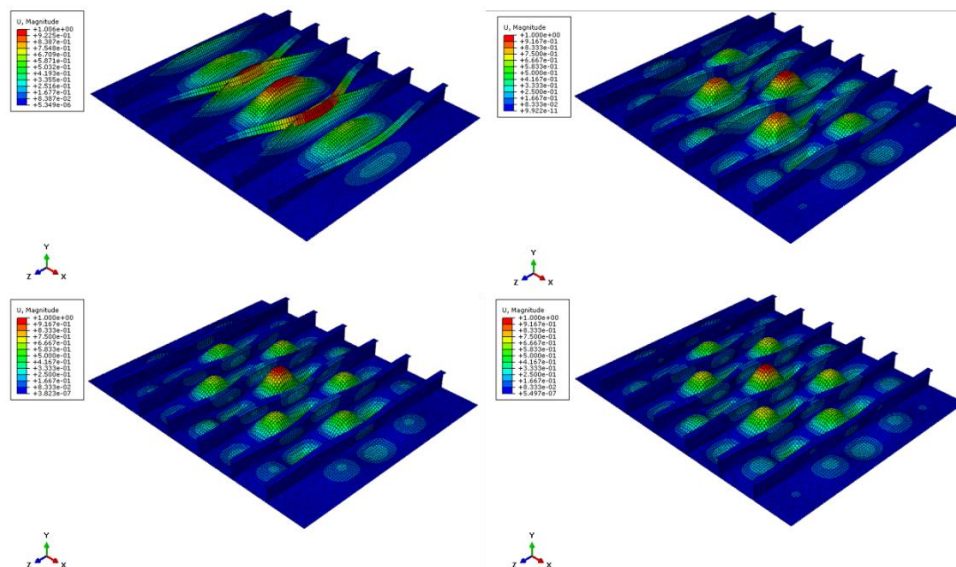 U, Magnitude
+1.006e+00
+9.225e-01
+8.387e-01
+7.548e-01
+6.709e-01
+5.871e-01
+5.032e-01
+4.193e-01
+3.355e-01
+2.516e-01
+1.677e-01
+8.387e-02
+5.349e-06
Y
Z X
U, Magnitude
+1.000e+00
+9.167e-01
+8.333e-01
+7.500e-01
+6.667e-01
+5.833e-01
+5.000e-01
+4.167e-01
+3.333e-01
+2.500e-01
+1.667e-01
+8.333e-02
+9.922e-11
Y
Z X
U, Magnitude
+1.000e+00
+9.167e-01
+8.333e-01
+7.500e-01
+6.667e-01
+5.833e-01
+5.000e-01
+4.167e-01
+3.333e-01
+2.500e-01
+1.667e-01
+8.333e-02
+3.823e-07
Y
Z X
U, Magnitude
+1.000e+00
+9.167e-01
+8.333e-01
+7.500e-01
+6.667e-01
+5.833e-01
+5.000e-01
+4.167e-01
+3.333e-01
+2.500e-01
+1.667e-01
+8.333e-02
+5.497e-07
Y
Z X